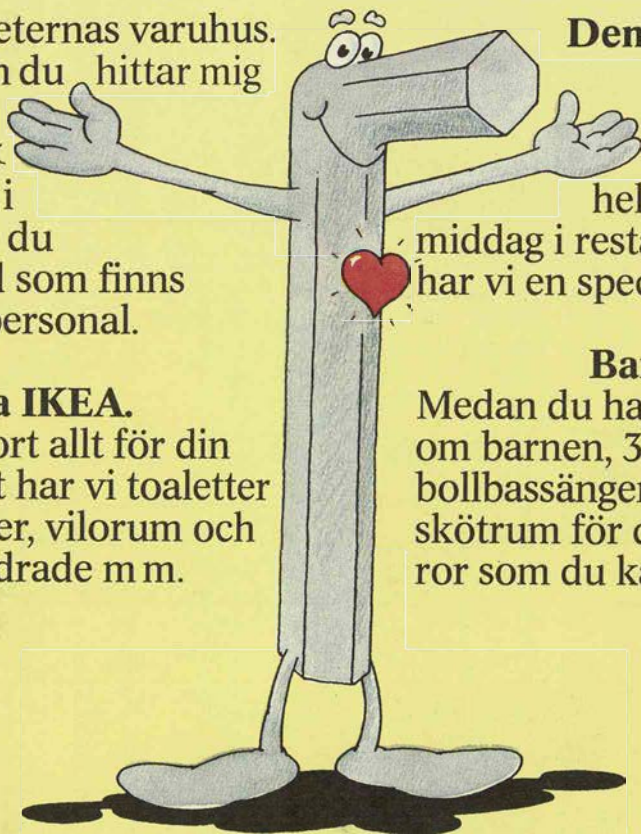 eternas varuhus.
du hittar mig
i
du
som finns
ersonal.
IKEA.
ort allt för din
t har vi toaletter
er, vilorum och
drade m m.
Den
hel
middag i resta
har vi en spec
Ba
Medan du ha
om barnen, 3
bollbassänger
skötrum för d
ror som du ka